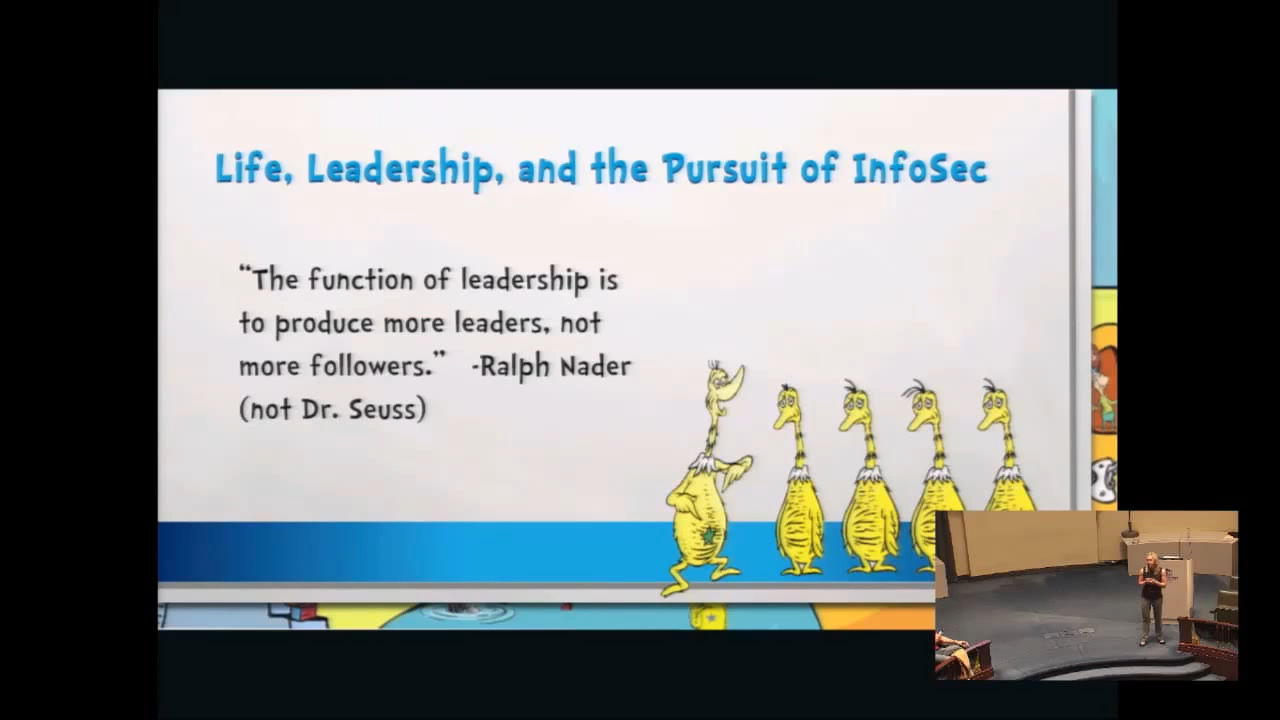 Life, Leadership, and the Pursuit of InfoSec
“The function of leadership is
to produce more leaders, not
more followers.” -Ralph Nader
(not Dr. Seuss)